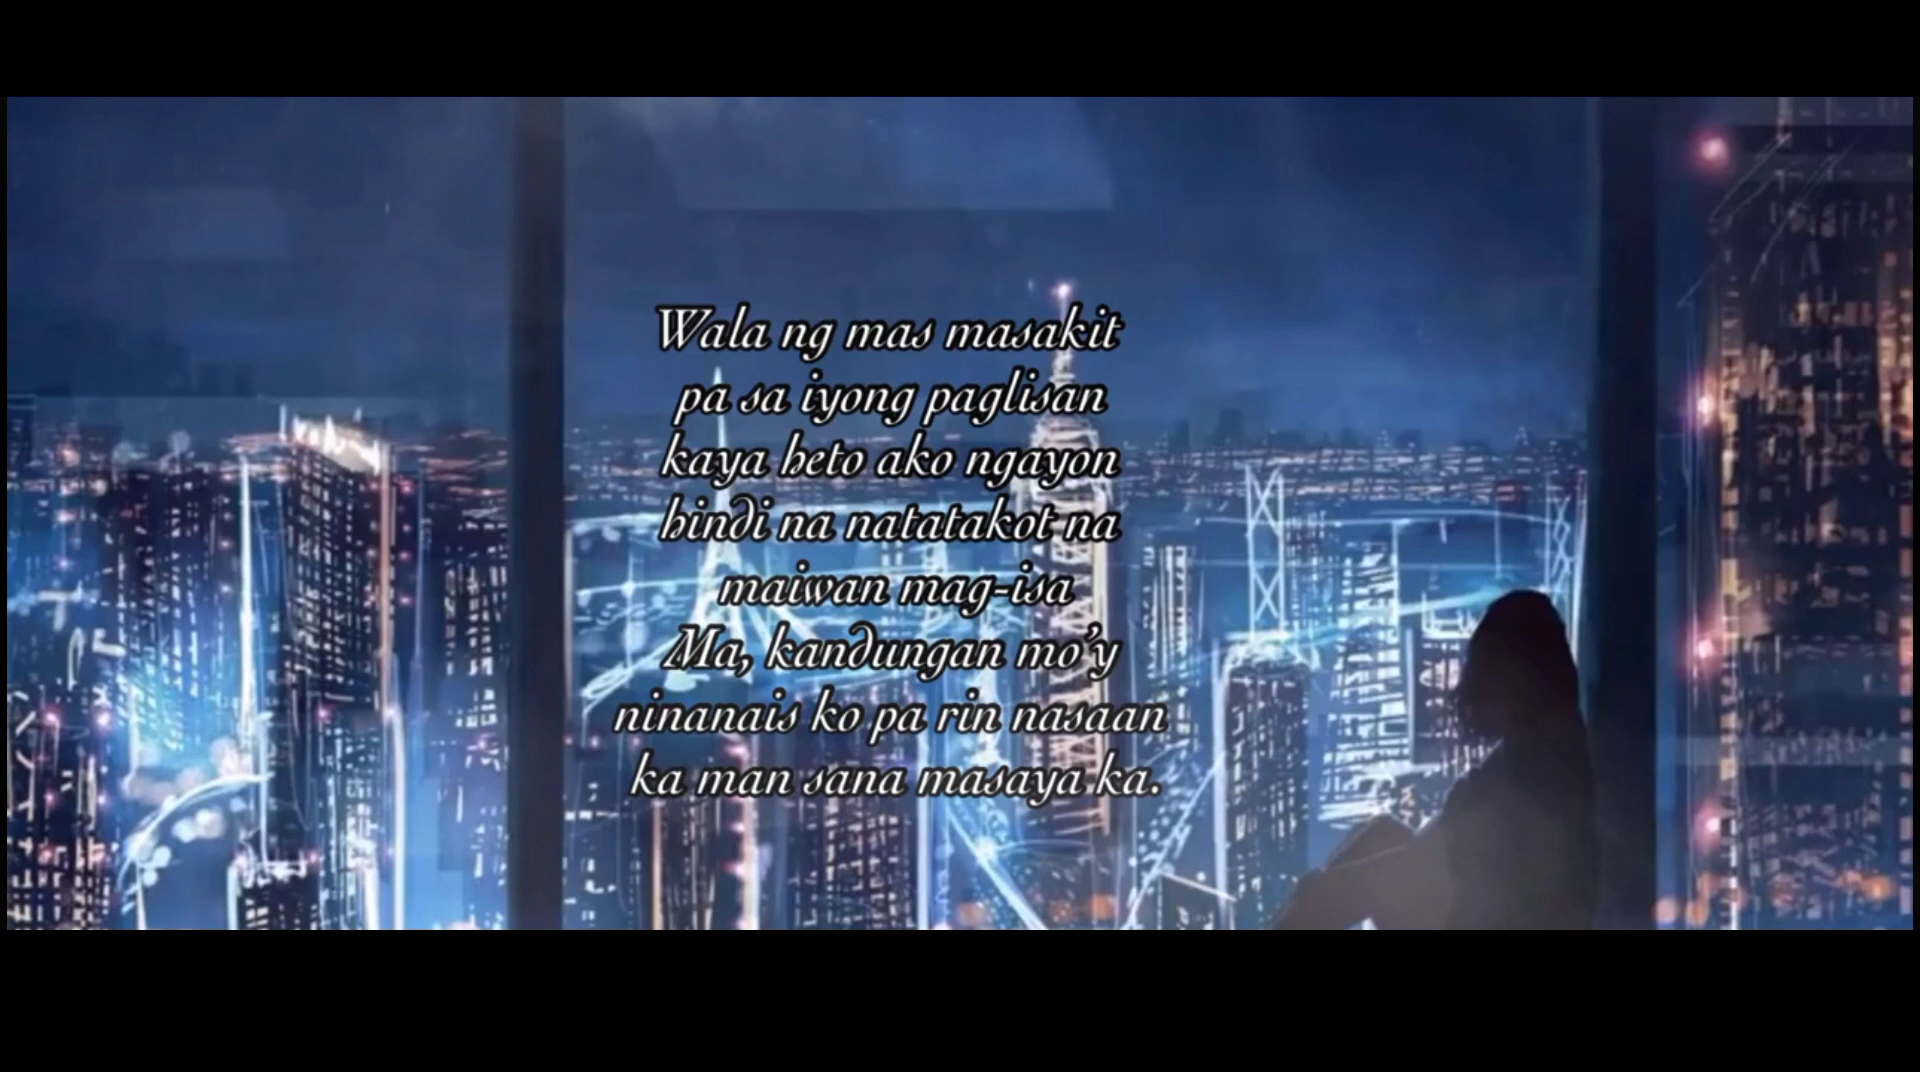 Wala ng mas masakit
pa sa iyong paglisan
kaya heto ako ngayon
hindi na natatakot na
maiwan mag-isa
Ma, kandungan mo'y
ninanais ko pa rin nasaan
ka man sana masaya ka.